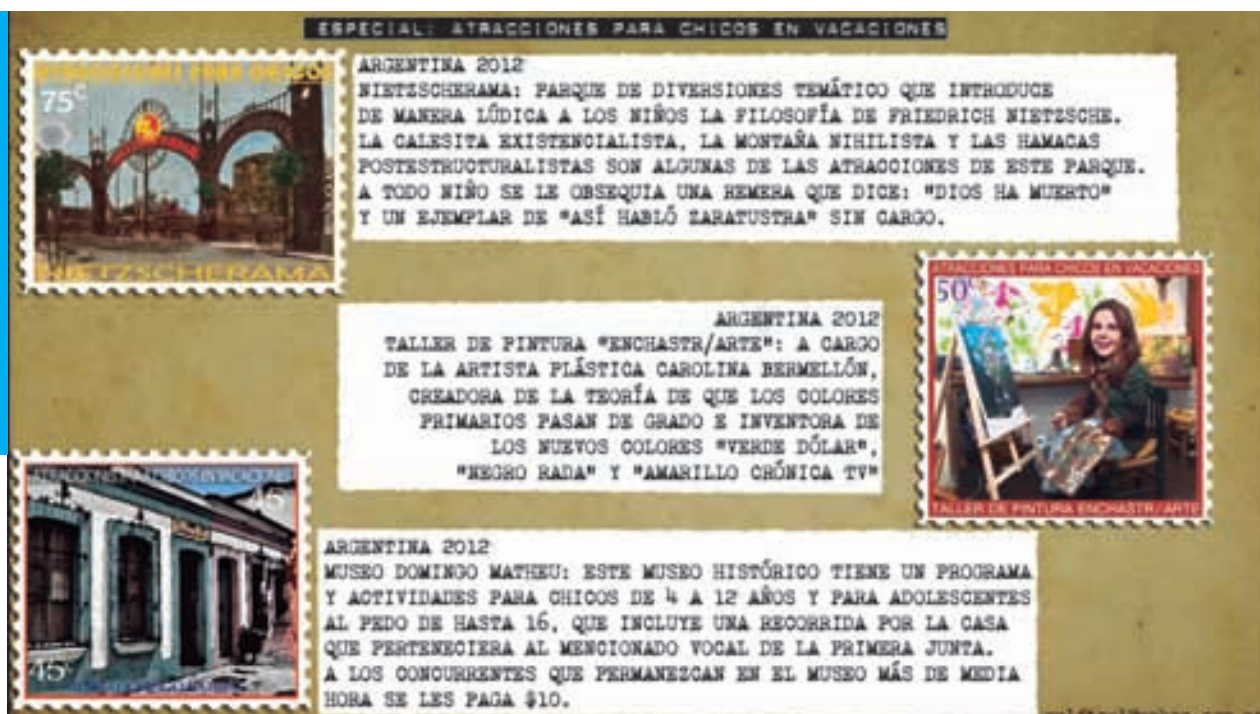 ESPECIAL: ATRACCIONES PARA CHICOS EN VACACIONES
ATRACCIONES PARA CHICOS
75c
NIETZSCHERAMA
ARGENTINA 2012
NIETZSCHERAMA: PARQUE DE DIVERSIONES TEMÁTICO QUE INTRODUCE
DE MANERA LÚDICA A LOS NIÑOS LA FILOSOFÍA DE FRIEDRICH NIETZSCHE.
LA CALESITA EXISTENCIALISTA, LA MONTAÑA NIHILISTA Y LAS HAMACAS
POSTESTRUCTURALISTAS SON ALGUNAS DE LAS ATRACCIONES DE ESTE PARQUE.
A TODO NIÑO SE LE OBSEQUIA UNA REMERA QUE DICE: "DIOS HA MUERTO"
Y UN EJEMPLAR DE "ASÍ HABLÓ ZARATUSTRA" SIN CARGO.
ARGENTINA 2012
TALLER DE PINTURA "ENCHASTR/ARTE": A CARGO
DE LA ARTISTA PLÁSTICA CAROLINA BERMELLÓN,
CREADORA DE LA TEORÍA DE QUE LOS COLORES
PRIMARIOS PASAN DE GRADO E INVENTORA DE
LOS NUEVOS COLORES "VERDE DÓLAR",
"NEGRO RADA" Y "AMARILLO CRÓNICA TV"
ATRACCIONES PARA CHICOS EN VACACIONES
50c
TALLER DE PINTURA ENCHASTR/ARTE
ATRACCIONES PARA CHICOS EN VACACIONES
45c
ARGENTINA 2012
MUSEO DOMINGO MATHEU: ESTE MUSEO HISTÓRICO TIENE UN PROGRAMA
Y ACTIVIDADES PARA CHICOS DE 4 A 12 AÑOS Y PARA ADOLESCENTES
AL PEDO DE HASTA 16, QUE INCLUYE UNA RECORRIDA POR LA CASA
QUE PERTENECIERA AL MENCIONADO VOCAL DE LA PRIMERA JUNTA.
A LOS CONCURRENTES QUE PERMANEZCAN EN EL MUSEO MÁS DE MEDIA
HORA SE LES PAGA $10.